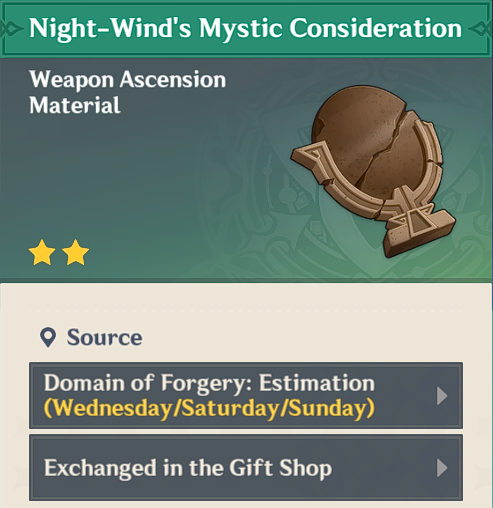 Night-Wind's Mystic Consideration
Weapon Ascension
Material
Source
Domain of Forgery: Estimation
(Wednesday/Saturday/Sunday)
Exchanged in the Gift Shop